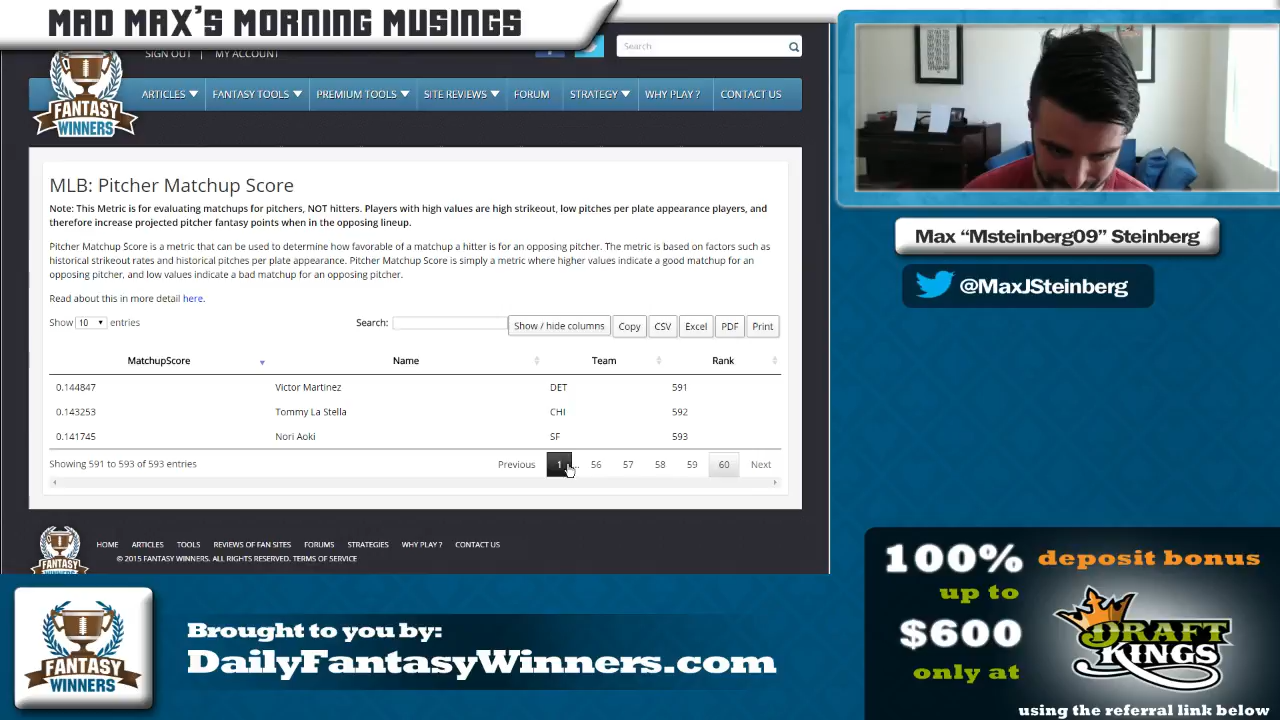 MAD MAX'S MORNING MUSINGS
SIGN OUT MY ACCOUNT
Search
ARTICLES FANTASY TOOLS PREMIUM TOOLS SITE REVIEWS FORUM STRATEGY WHY PLAY ? CONTACT US
FANTASY
WINNERS
MLB: Pitcher Matchup Score
Note: This Metric is for evaluating matchups for pitchers, NOT hitters. Players with high values are high strikeout, low pitches per plate appearance players, and
therefore increase projected pitcher fantasy points when in the opposing lineup.
Pitcher Matchup Score is a metric that can be used to determine how favorable of a matchup a hitter is for an opposing pitcher. The metric is based on factors such as
historical strikeout rates and historical pitches per plate appearance. Pitcher Matchup Score is simply a metric where higher values indicate a good matchup for an
opposing pitcher, and low values indicate a bad matchup for an opposing pitcher.
Read about this in more detail here.
Show 10 entries Search: Show / hide columns Copy CSV Excel PDF Print
MatchupScore Name Team Rank
0.144847 Victor Martinez DET 591
0.143253 Tommy La Stella CHI 592
0.141745 Nori Aoki SF 593
Showing 591 to 593 of 593 entries Previous 1 … 56 57 58 59 60 Next
HOME ARTICLES TOOLS REVIEWS OF FAN SITES FORUMS STRATEGIES WHY PLAY ? CONTACT US
© 2015 FANTASY WINNERS. ALL RIGHTS RESERVED. TERMS OF SERVICE
FANTASY
Max "Msteinberg09" Steinberg
@MaxJSteinberg
FANTASY
WINNERS
Brought to you by:
DailyFantasyWinners.com
100% deposit bonus
up to
$600
only at
DRAFT
KINGS
using the referral link below